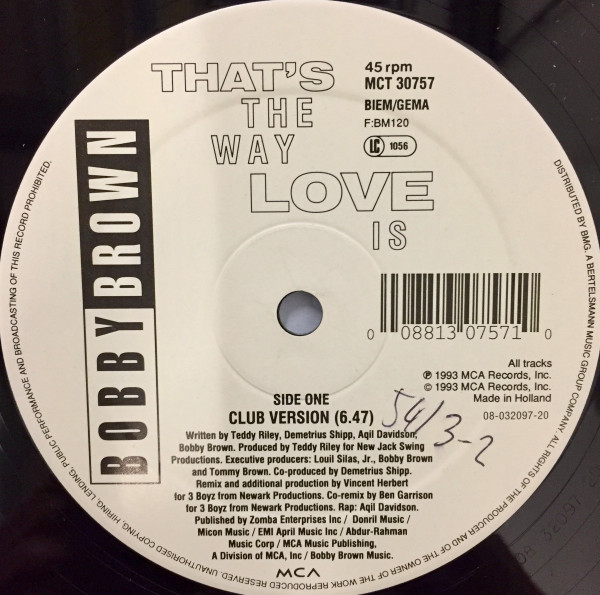 THAT'S
THE
WAY
LOVE
IS
45 rpm
MCT 30757
BIEM/GEMA
F:BM120
LC 1056
BOBBY BROWN
0 08813 07571 0
All tracks
℗ 1993 MCA Records, Inc.
© 1993 MCA Records, Inc.
Made in Holland
08-032097-20
SIDE ONE
CLUB VERSION (6.47)
54/3-2
Written by Teddy Riley, Demetrius Shipp, Aqil Davidson,
Bobby Brown. Produced by Teddy Riley for New Jack Swing
Productions. Executive producers: Louil Silas, Jr., Bobby Brown
and Tommy Brown. Co-produced by Demetrius Shipp.
Remix and additional production by Vincent Herbert
for 3 Boyz from Newark Productions. Co-remix by Ben Garrison
for 3 Boyz from Newark Productions. Rap: Aqil Davidson.
Published by Zomba Enterprises Inc / Donril Music /
Micon Music / EMI April Music Inc / Abdur-Rahman
Music Corp / MCA Music Publishing,
A Division of MCA, Inc / Bobby Brown Music.
MCA
DISTRIBUTED BY BMG. A BERTELSMANN MUSIC GROUP COMPANY. ALL RIGHTS OF THE PRODUCER AND OF THE OWNER OF THE WORK REPRODUCED RESERVED. UNAUTHORISED COPYING, HIRING, LENDING, PUBLIC PERFORMANCE AND BROADCASTING OF THIS RECORD PROHIBITED.